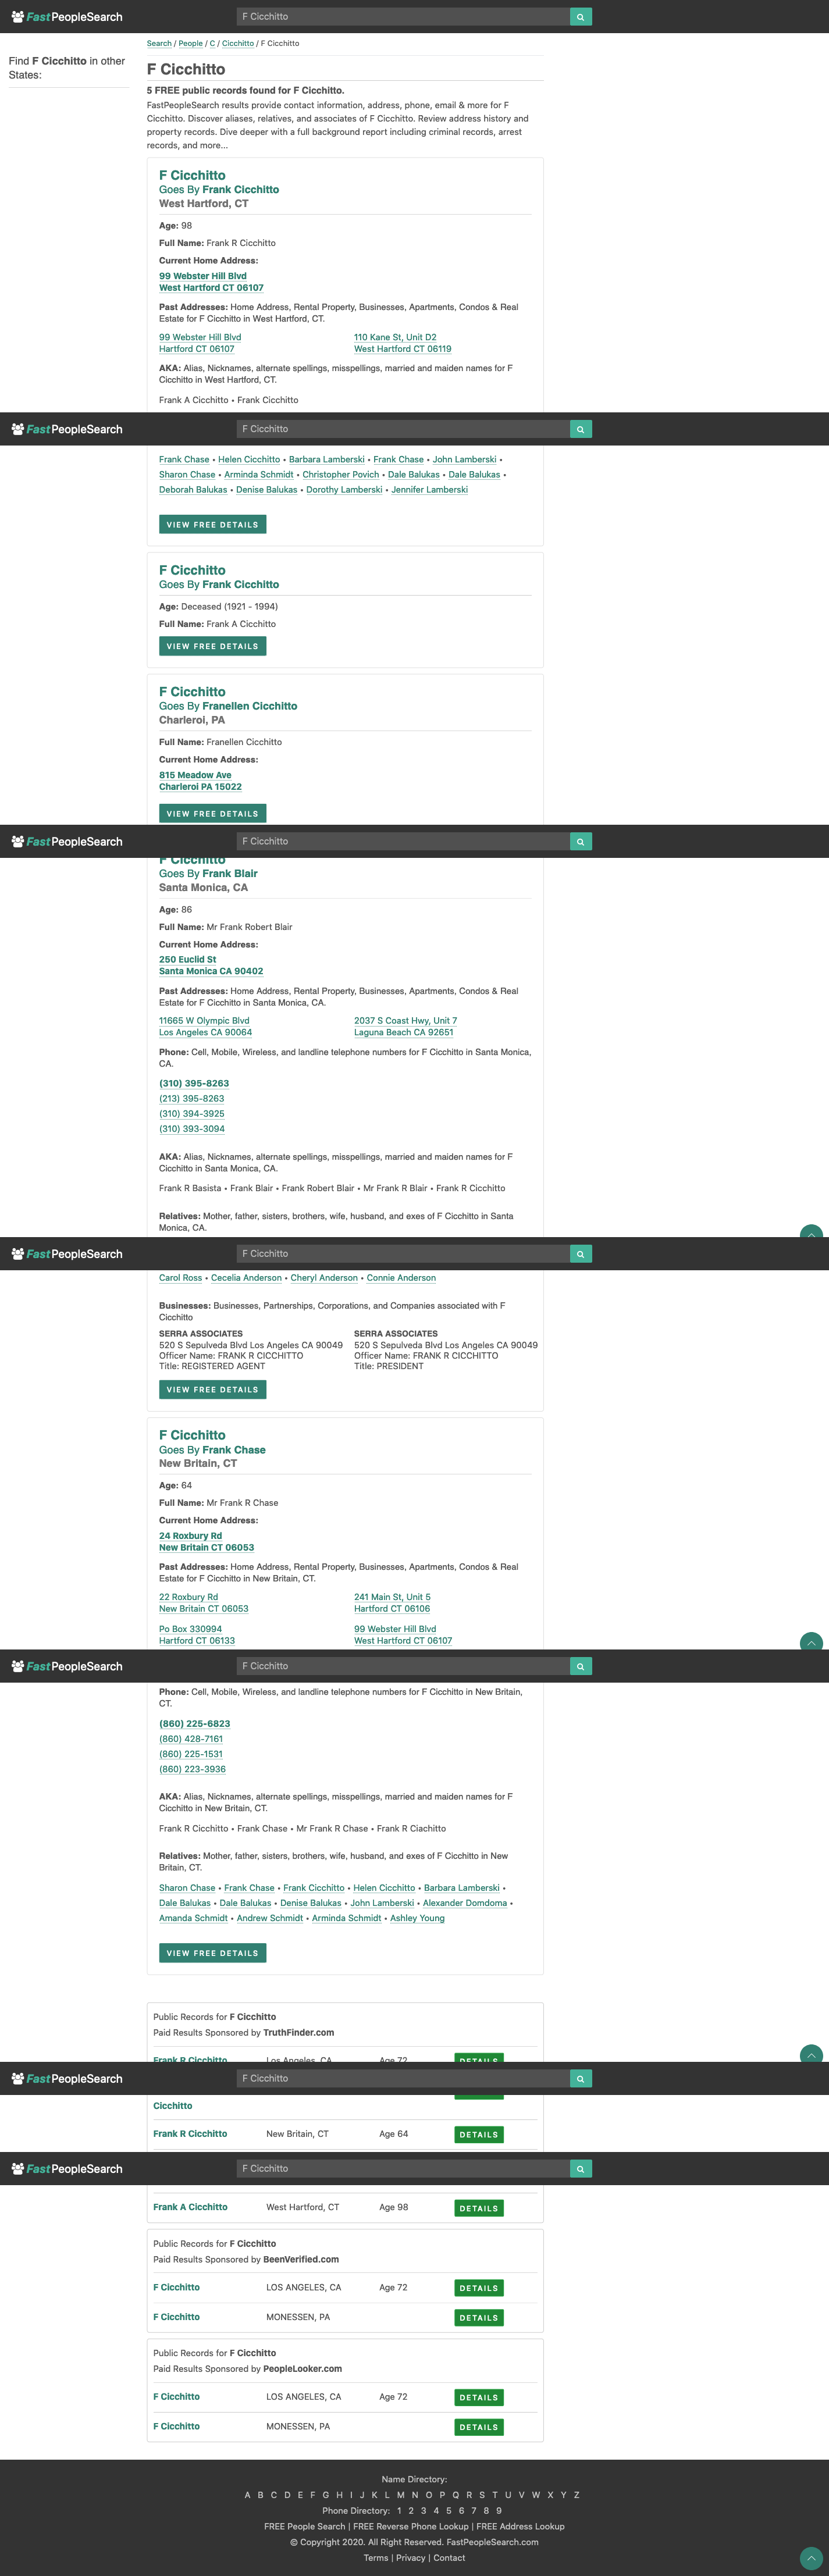 FastPeopleSearch
F Cicchitto
Search / People / C / Cicchitto / F Cicchitto
Find F Cicchitto in other
States:
F Cicchitto
5 FREE public records found for F Cicchitto.
FastPeopleSearch results provide contact information, address, phone, email & more for F
Cicchitto. Discover aliases, relatives, and associates of F Cicchitto. Review address history and
property records. Dive deeper with a full background report including criminal records, arrest
records, and more...
F Cicchitto
Goes By Frank Cicchitto
West Hartford, CT
Age: 98
Full Name: Frank R Cicchitto
Current Home Address:
99 Webster Hill Blvd
West Hartford CT 06107
Past Addresses: Home Address, Rental Property, Businesses, Apartments, Condos & Real
Estate for F Cicchitto in West Hartford, CT.
99 Webster Hill Blvd
Hartford CT 06107
110 Kane St, Unit D2
West Hartford CT 06119
AKA: Alias, Nicknames, alternate spellings, misspellings, married and maiden names for F
Cicchitto in West Hartford, CT.
Frank A Cicchitto • Frank Cicchitto
FastPeopleSearch
F Cicchitto
Frank Chase • Helen Cicchitto • Barbara Lamberski • Frank Chase • John Lamberski •
Sharon Chase • Arminda Schmidt • Christopher Povich • Dale Balukas • Dale Balukas •
Deborah Balukas • Denise Balukas • Dorothy Lamberski • Jennifer Lamberski
VIEW FREE DETAILS
F Cicchitto
Goes By Frank Cicchitto
Age: Deceased (1921 - 1994)
Full Name: Frank A Cicchitto
VIEW FREE DETAILS
F Cicchitto
Goes By Franellen Cicchitto
Charleroi, PA
Full Name: Franellen Cicchitto
Current Home Address:
815 Meadow Ave
Charleroi PA 15022
VIEW FREE DETAILS
FastPeopleSearch
F Cicchitto
F Cicchitto
Goes By Frank Blair
Santa Monica, CA
Age: 86
Full Name: Mr Frank Robert Blair
Current Home Address:
250 Euclid St
Santa Monica CA 90402
Past Addresses: Home Address, Rental Property, Businesses, Apartments, Condos & Real
Estate for F Cicchitto in Santa Monica, CA.
11665 W Olympic Blvd
Los Angeles CA 90064
2037 S Coast Hwy, Unit 7
Laguna Beach CA 92651
Phone: Cell, Mobile, Wireless, and landline telephone numbers for F Cicchitto in Santa Monica,
CA.
(310) 395-8263
(213) 395-8263
(310) 394-3925
(310) 393-3094
AKA: Alias, Nicknames, alternate spellings, misspellings, married and maiden names for F
Cicchitto in Santa Monica, CA.
Frank R Basista • Frank Blair • Frank Robert Blair • Mr Frank R Blair • Frank R Cicchitto
Relatives: Mother, father, sisters, brothers, wife, husband, and exes of F Cicchitto in Santa
Monica, CA.
FastPeopleSearch
F Cicchitto
Carol Ross • Cecelia Anderson • Cheryl Anderson • Connie Anderson
Businesses: Businesses, Partnerships, Corporations, and Companies associated with F
Cicchitto
SERRA ASSOCIATES
520 S Sepulveda Blvd Los Angeles CA 90049
Officer Name: FRANK R CICCHITTO
Title: REGISTERED AGENT
SERRA ASSOCIATES
520 S Sepulveda Blvd Los Angeles CA 90049
Officer Name: FRANK R CICCHITTO
Title: PRESIDENT
VIEW FREE DETAILS
F Cicchitto
Goes By Frank Chase
New Britain, CT
Age: 64
Full Name: Mr Frank R Chase
Current Home Address:
24 Roxbury Rd
New Britain CT 06053
Past Addresses: Home Address, Rental Property, Businesses, Apartments, Condos & Real
Estate for F Cicchitto in New Britain, CT.
22 Roxbury Rd
New Britain CT 06053
241 Main St, Unit 5
Hartford CT 06106
Po Box 330994
Hartford CT 06133
99 Webster Hill Blvd
West Hartford CT 06107
FastPeopleSearch
F Cicchitto
Phone: Cell, Mobile, Wireless, and landline telephone numbers for F Cicchitto in New Britain,
CT.
(860) 225-6823
(860) 428-7161
(860) 225-1531
(860) 223-3936
AKA: Alias, Nicknames, alternate spellings, misspellings, married and maiden names for F
Cicchitto in New Britain, CT.
Frank R Cicchitto • Frank Chase • Mr Frank R Chase • Frank R Ciachitto
Relatives: Mother, father, sisters, brothers, wife, husband, and exes of F Cicchitto in New
Britain, CT.
Sharon Chase • Frank Chase • Frank Cicchitto • Helen Cicchitto • Barbara Lamberski •
Dale Balukas • Dale Balukas • Denise Balukas • John Lamberski • Alexander Domdoma •
Amanda Schmidt • Andrew Schmidt • Arminda Schmidt • Ashley Young
VIEW FREE DETAILS
Public Records for F Cicchitto
Paid Results Sponsored by TruthFinder.com
Frank R Cicchitto Los Angeles, CA Age 72 DETAILS
FastPeopleSearch
F Cicchitto
Cicchitto
Frank R Cicchitto New Britain, CT Age 64 DETAILS
FastPeopleSearch
F Cicchitto
Frank A Cicchitto West Hartford, CT Age 98 DETAILS
Public Records for F Cicchitto
Paid Results Sponsored by BeenVerified.com
F Cicchitto LOS ANGELES, CA Age 72 DETAILS
F Cicchitto MONESSEN, PA DETAILS
Public Records for F Cicchitto
Paid Results Sponsored by PeopleLooker.com
F Cicchitto LOS ANGELES, CA Age 72 DETAILS
F Cicchitto MONESSEN, PA DETAILS
Name Directory:
A B C D E F G H I J K L M N O P Q R S T U V W X Y Z
Phone Directory: 1 2 3 4 5 6 7 8 9
FREE People Search | FREE Reverse Phone Lookup | FREE Address Lookup
© Copyright 2020. All Right Reserved. FastPeopleSearch.com
Terms | Privacy | Contact